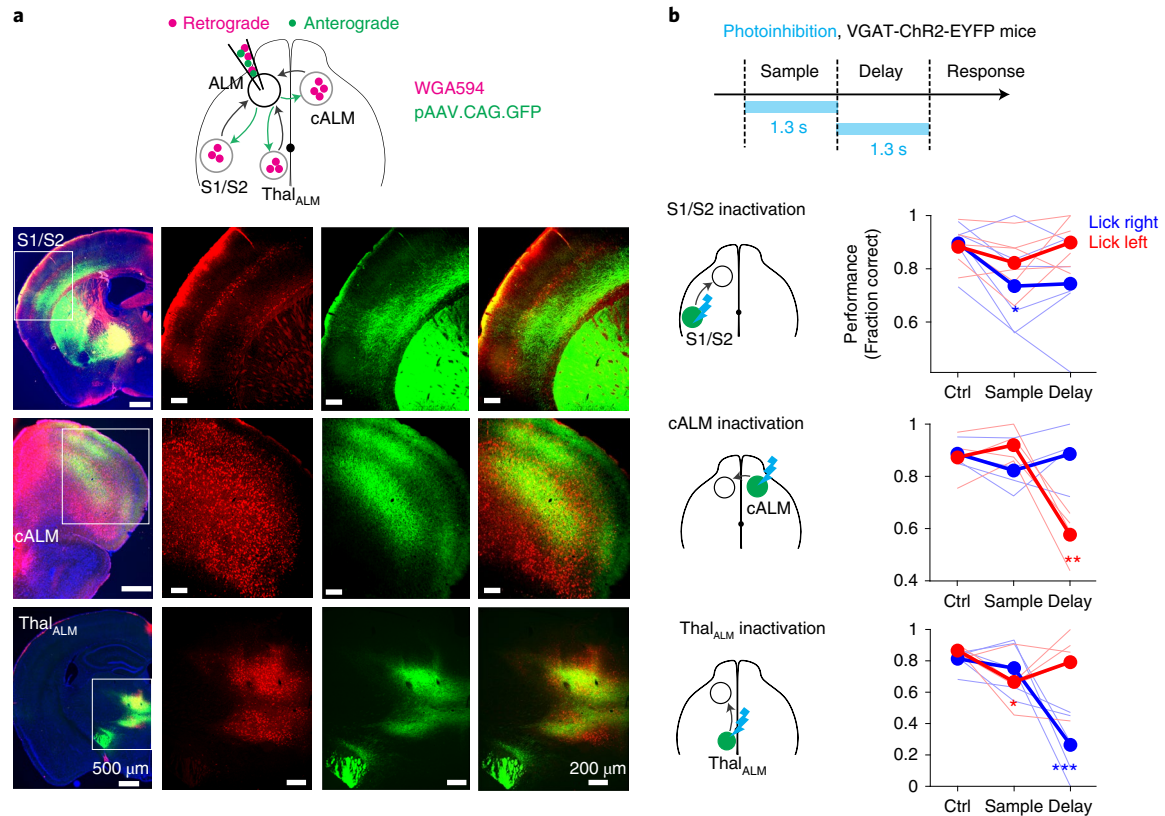 a
Retrograde Anterograde
ALM
cALM
S1/S2
Thal_ALM
WGA594
pAAV.CAG.GFP
S1/S2
cALM
Thal_ALM
500 μm
200 μm
b
Photoinhibition, VGAT-ChR2-EYFP mice
Sample Delay Response
1.3 s
1.3 s
S1/S2 inactivation
S1/S2
Performance
(Fraction correct)
1
0.8
0.6
Lick right
Lick left
*
Ctrl Sample Delay
cALM inactivation
cALM
1
0.8
0.6
0.4
**
Ctrl Sample Delay
Thal_ALM inactivation
Thal_ALM
1
0.8
0.6
0.4
0.2
0
*
***
Ctrl Sample Delay